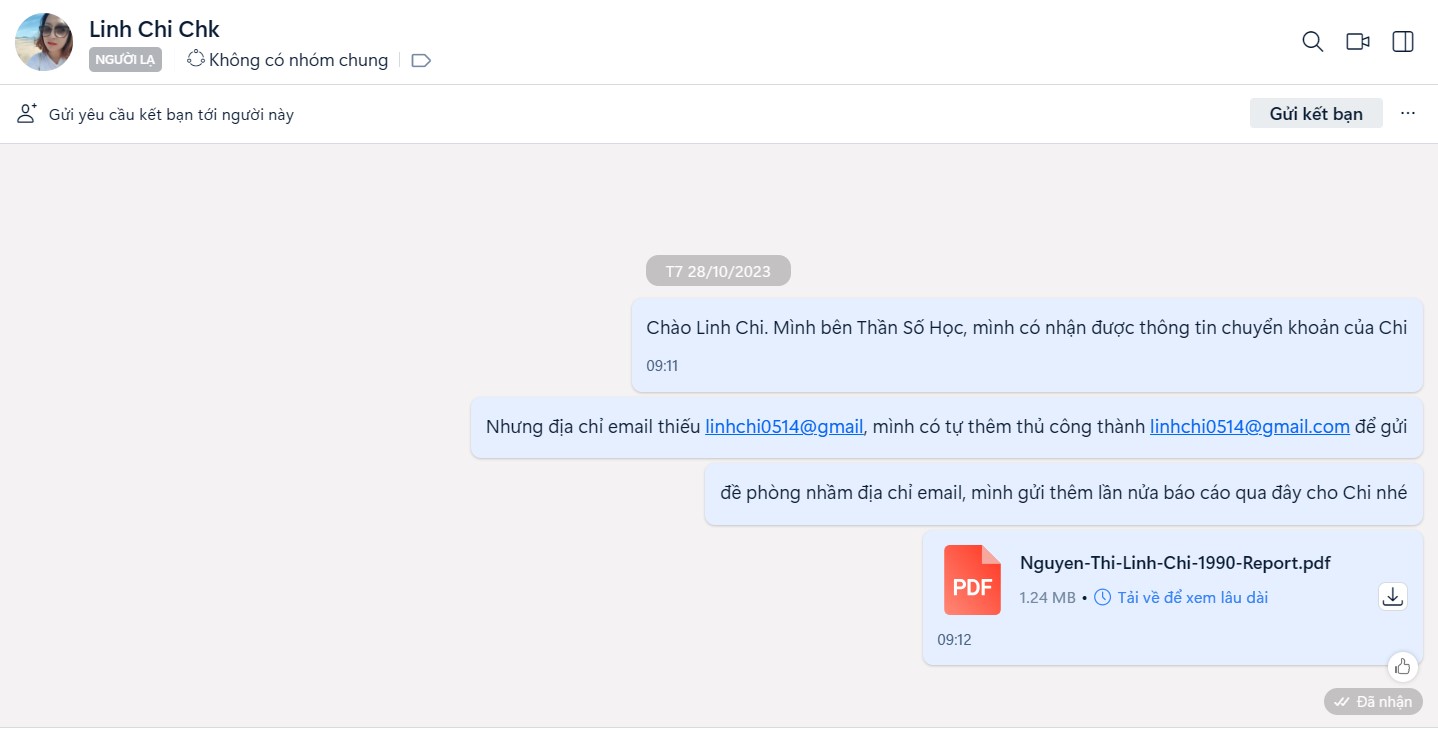 Linh Chi Chk
NGƯỜI LẠ
Không có nhóm chung
Gửi yêu cầu kết bạn tới người này
Gửi kết bạn
T7 28/10/2023
Chào Linh Chi. Mình bên Thần Số Học, mình có nhận được thông tin chuyển khoản của Chi
09:11
Nhưng địa chỉ email thiếu linhchi0514@gmail, mình có tự thêm thủ công thành linhchi0514@gmail.com để gửi
đề phòng nhầm địa chỉ email, mình gửi thêm lần nửa báo cáo qua đây cho Chi nhé
PDF
Nguyen-Thi-Linh-Chi-1990-Report.pdf
1.24 MB • Tải về để xem lâu dài
09:12
Đã nhận